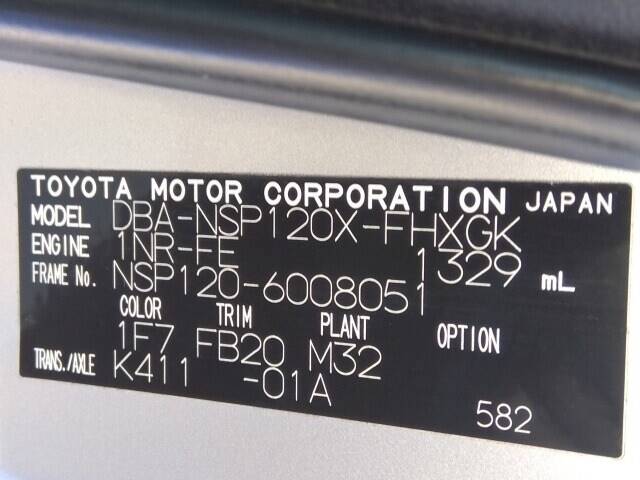 TOYOTA MOTOR CORPORATION JAPAN
MODEL DBA-NSP120X-FHXGK
ENGINE 1NR-FE 1329 mL
FRAME No. NSP120-6008051
COLOR TRIM PLANT OPTION
1F7 FB20 M32
TRANS./AXLE K411 -01A
582